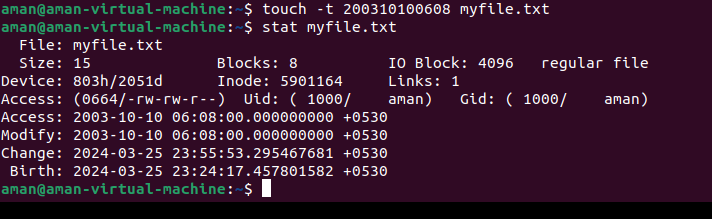 aman@aman-virtual-machine:~$ touch -t 200310100608 myfile.txt
aman@aman-virtual-machine:~$ stat myfile.txt
  File: myfile.txt
  Size: 15        	Blocks: 8          IO Block: 4096   regular file
Device: 803h/2051d	Inode: 5901164     Links: 1
Access: (0664/-rw-rw-r--)  Uid: ( 1000/    aman)   Gid: ( 1000/    aman)
Access: 2003-10-10 06:08:00.000000000 +0530
Modify: 2003-10-10 06:08:00.000000000 +0530
Change: 2024-03-25 23:55:53.295467681 +0530
 Birth: 2024-03-25 23:24:17.457801582 +0530
aman@aman-virtual-machine:~$